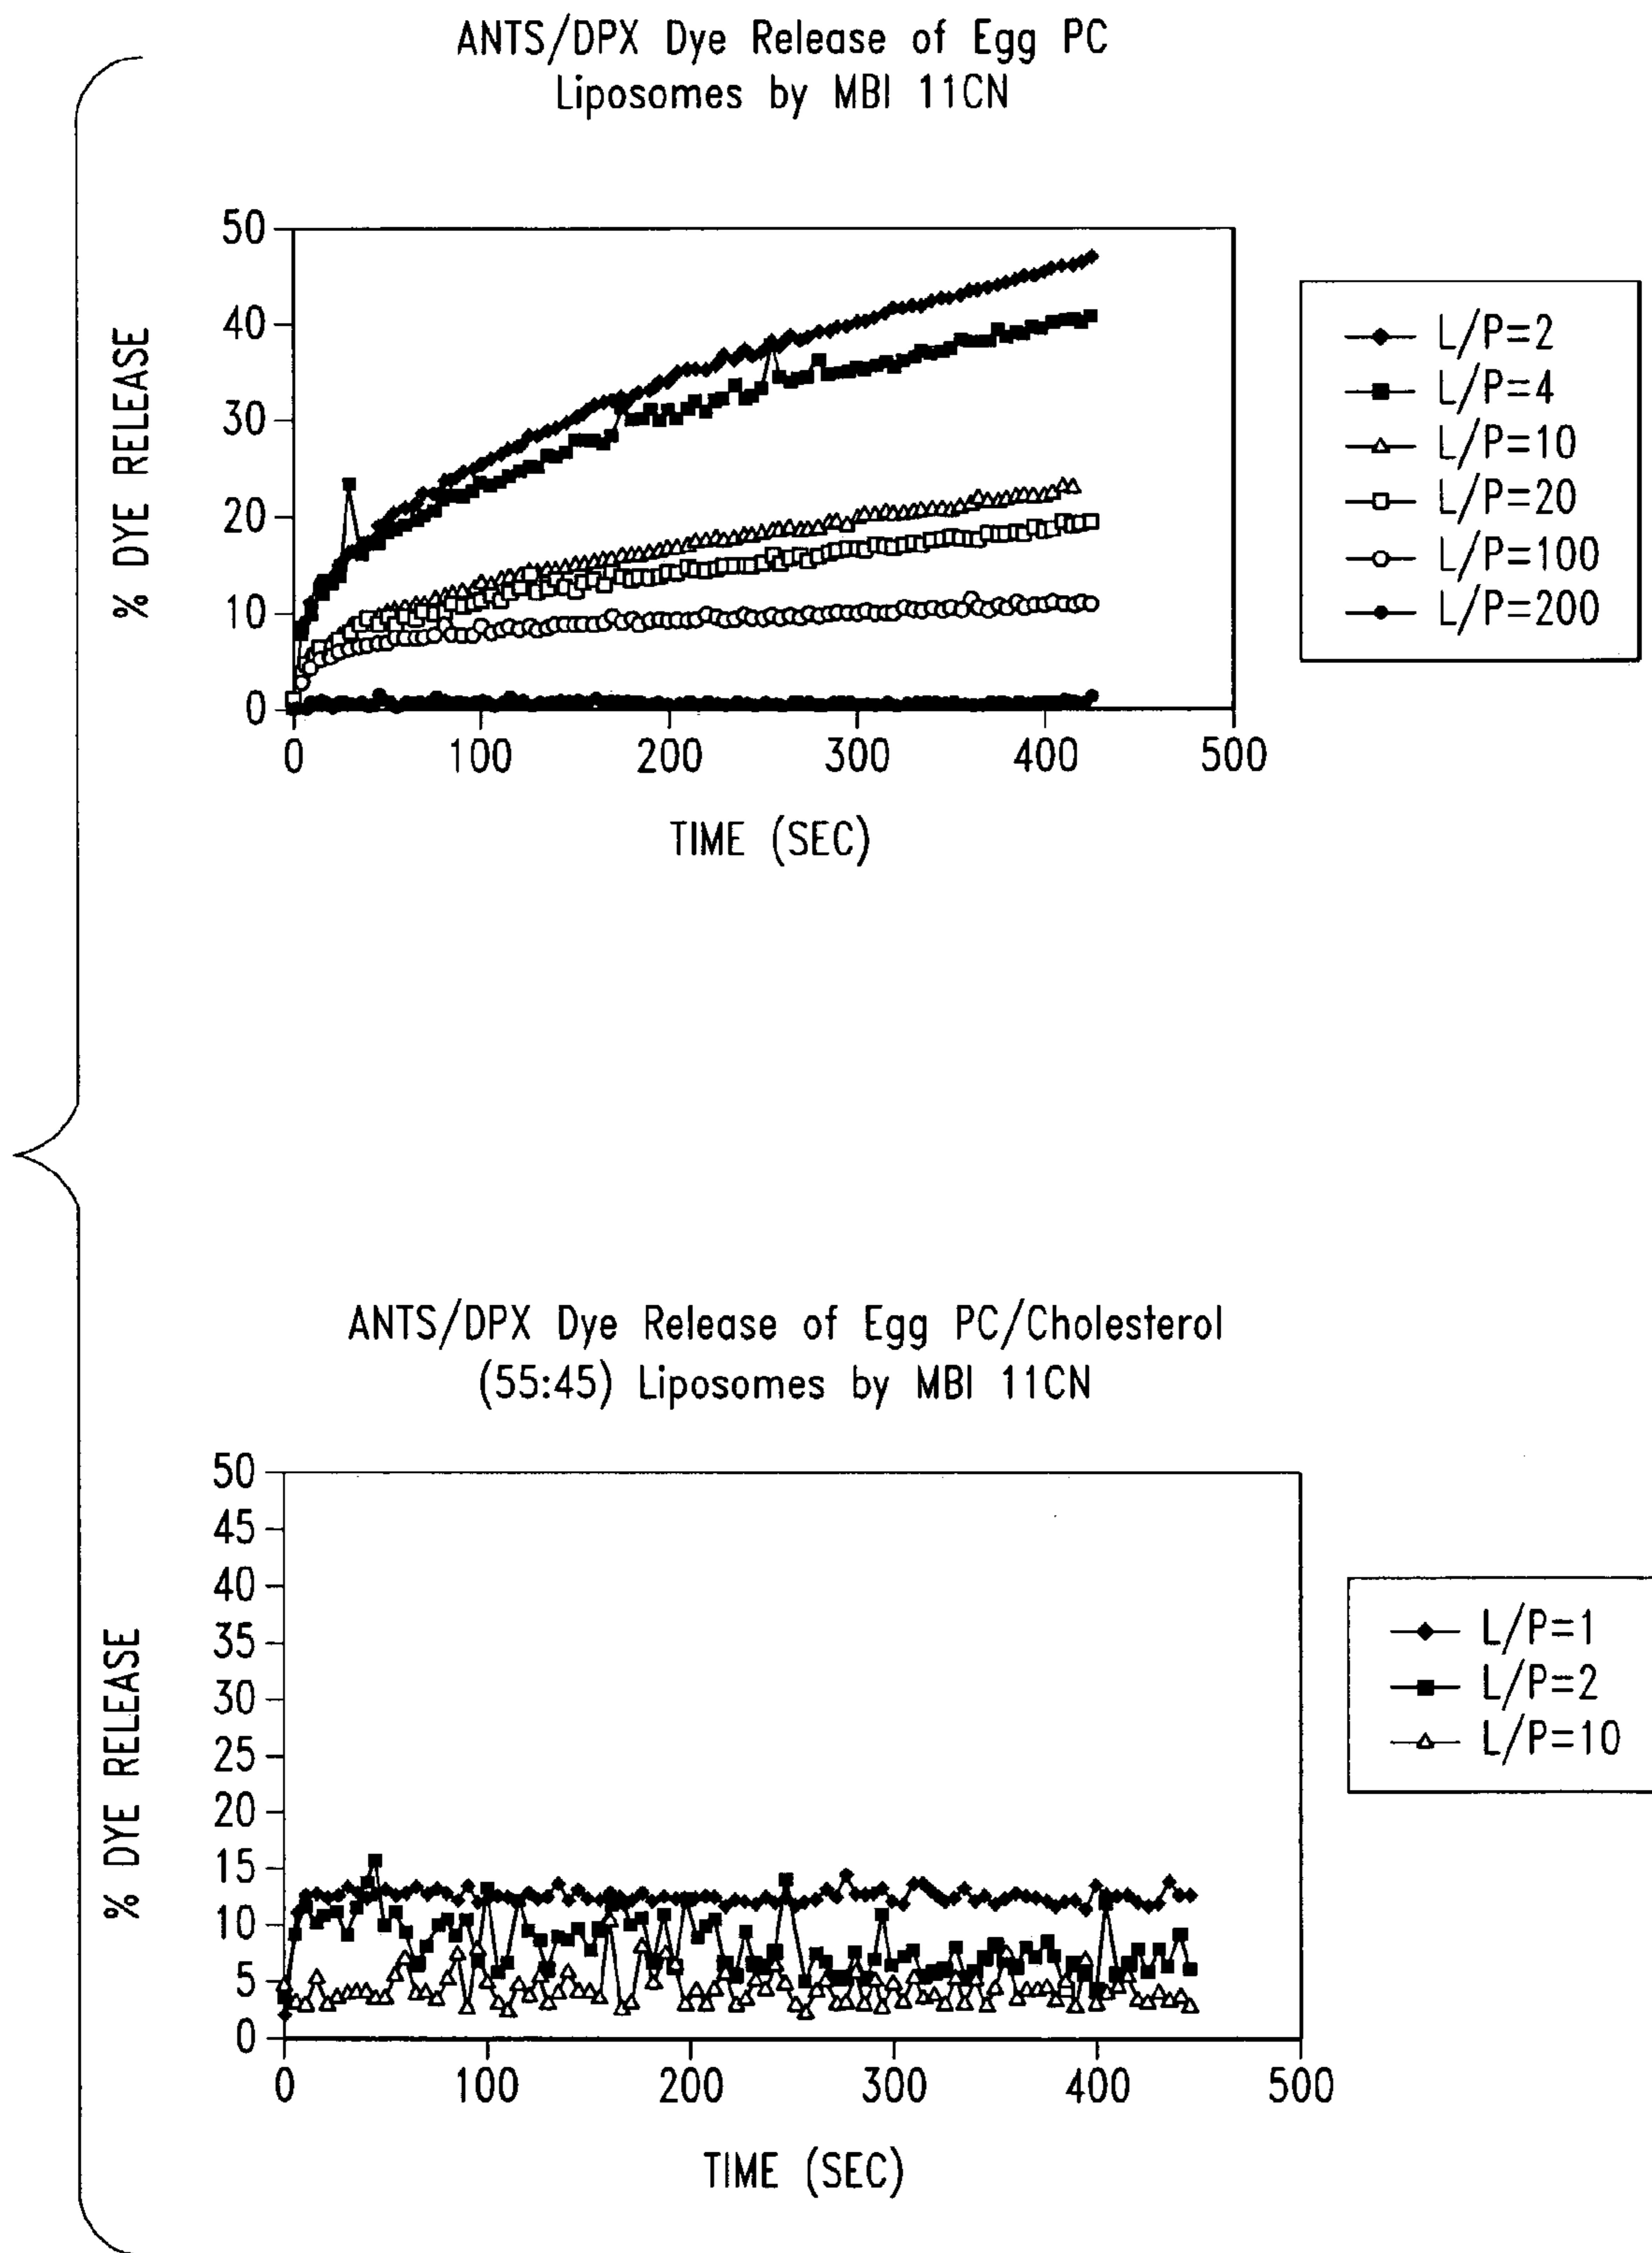 ANTS/DPX Dye Release of Egg PC
Liposomes by MBI 11CN
% DYE RELEASE
50
40
30
20
10
0
0 100 200 300 400 500
TIME (SEC)
L/P=2
L/P=4
L/P=10
L/P=20
L/P=100
L/P=200
ANTS/DPX Dye Release of Egg PC/Cholesterol
(55:45) Liposomes by MBI 11CN
% DYE RELEASE
50
45
40
35
30
25
20
15
10
5
0
0 100 200 300 400 500
TIME (SEC)
L/P=1
L/P=2
L/P=10